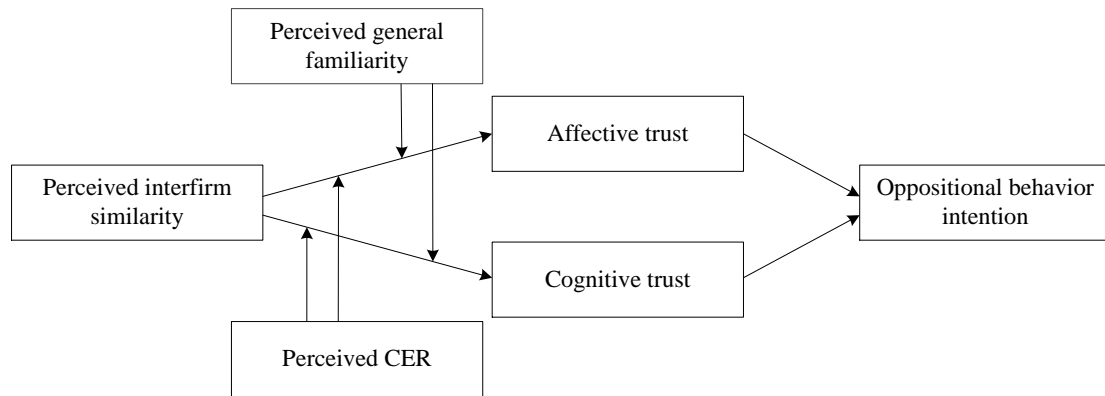 Perceived general
familiarity
Affective trust
Perceived interfirm
similarity
Oppositional behavior
intention
Cognitive trust
Perceived CER